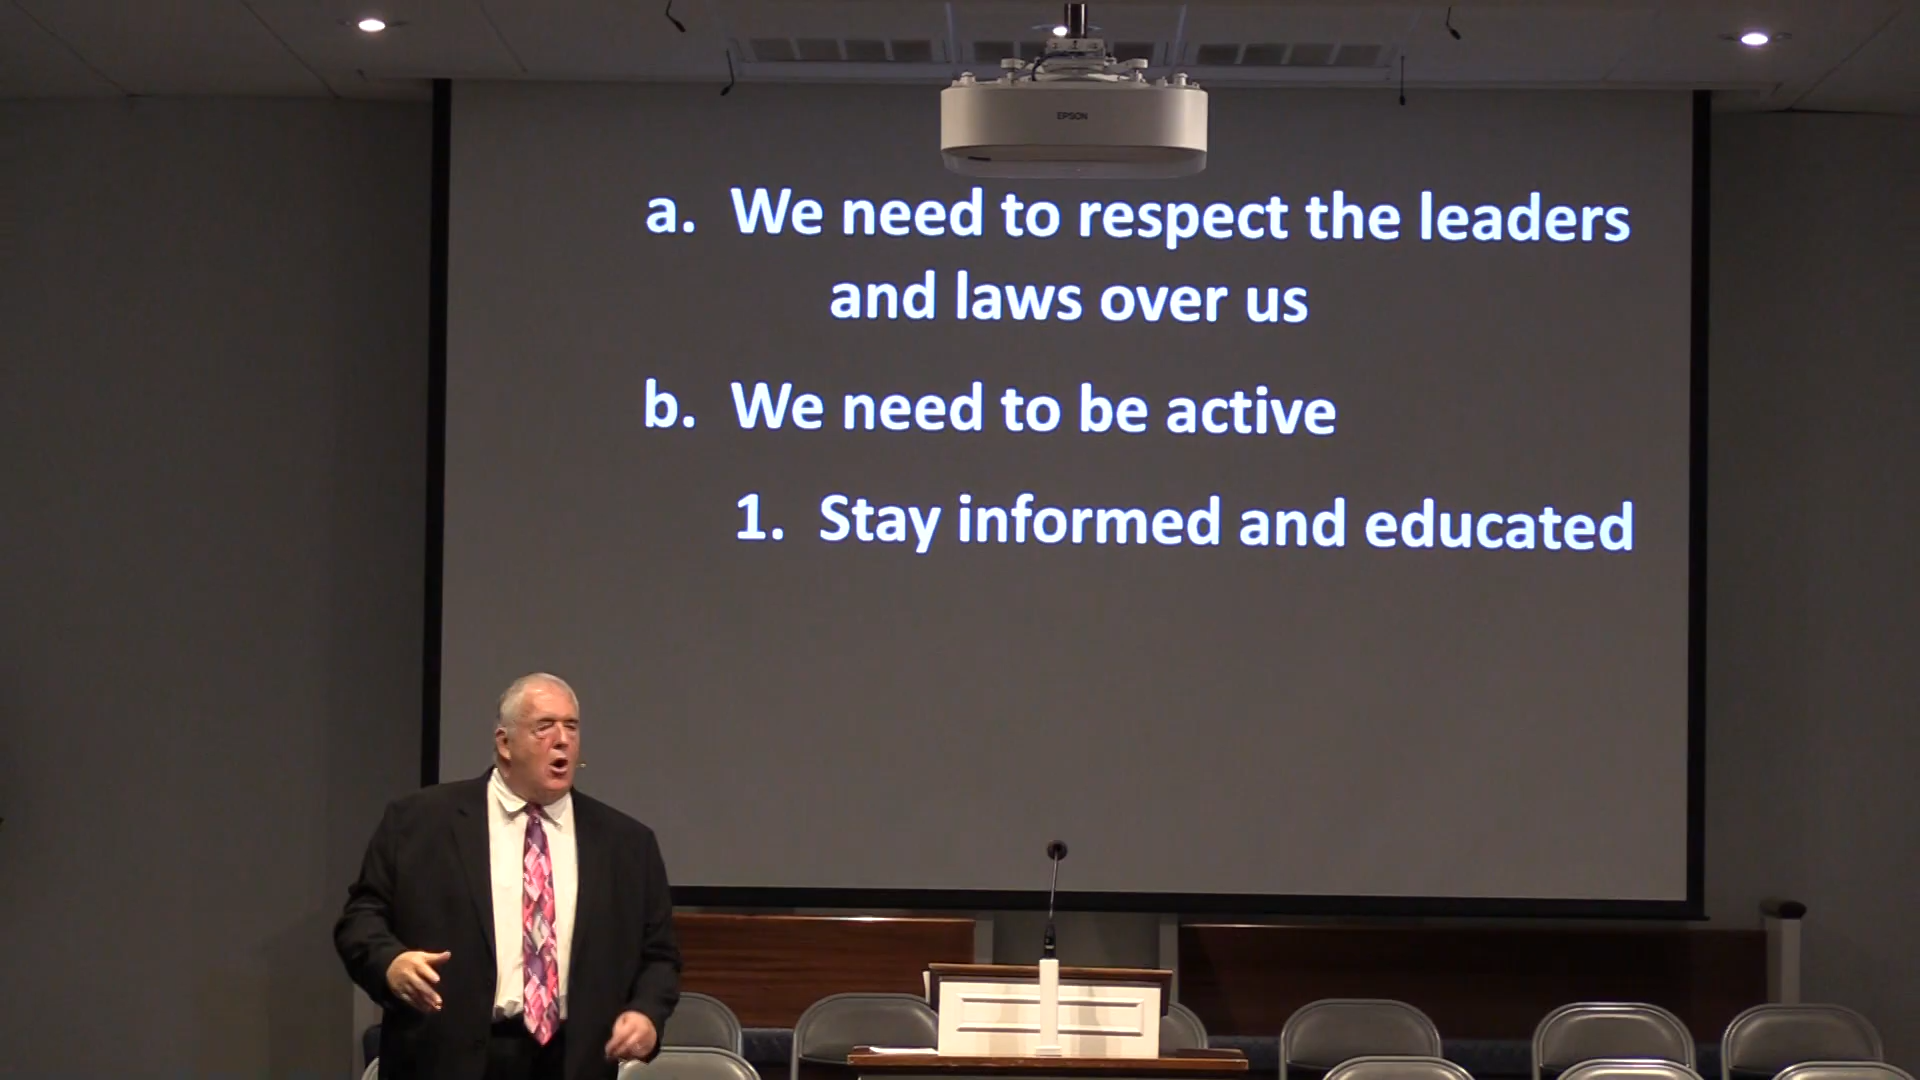 EPSON
a. We need to respect the leaders
and laws over us
b. We need to be active
1. Stay informed and educated